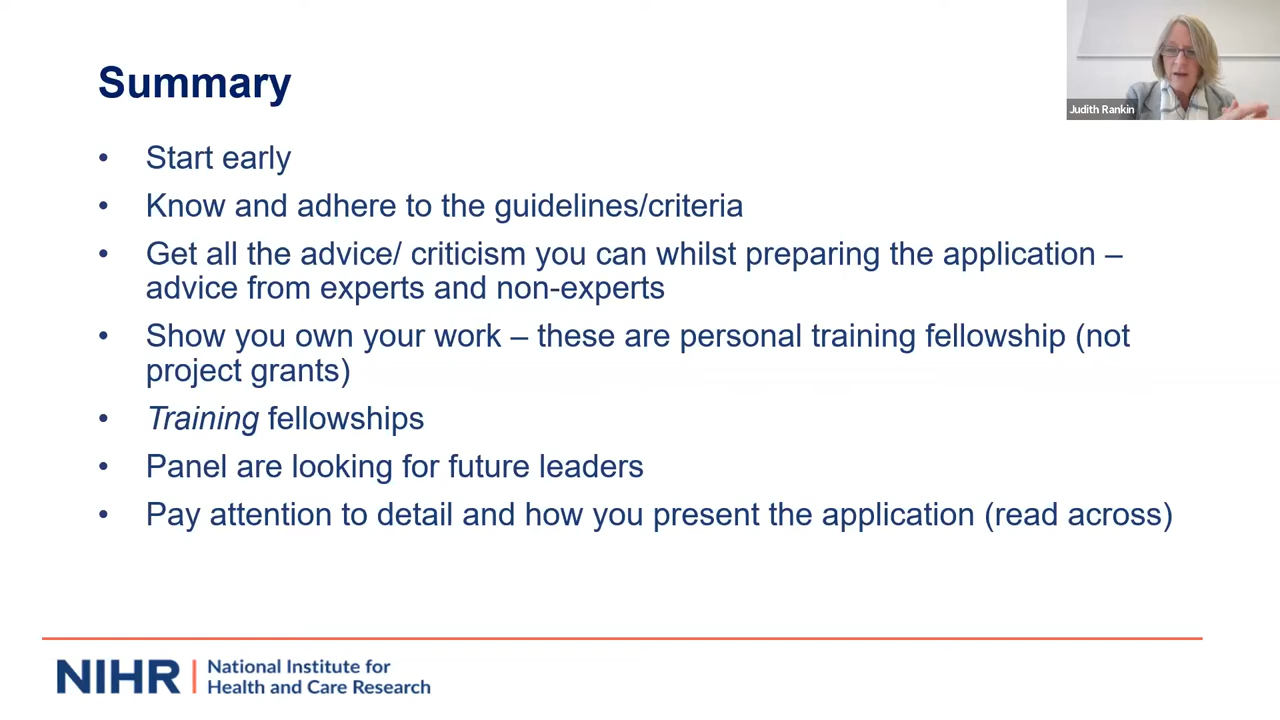 Summary
Judith Rankin
• Start early
• Know and adhere to the guidelines/criteria
• Get all the advice/ criticism you can whilst preparing the application –
advice from experts and non-experts
• Show you own your work – these are personal training fellowship (not
project grants)
• Training fellowships
• Panel are looking for future leaders
• Pay attention to detail and how you present the application (read across)
NIHR | National Institute for
Health and Care Research